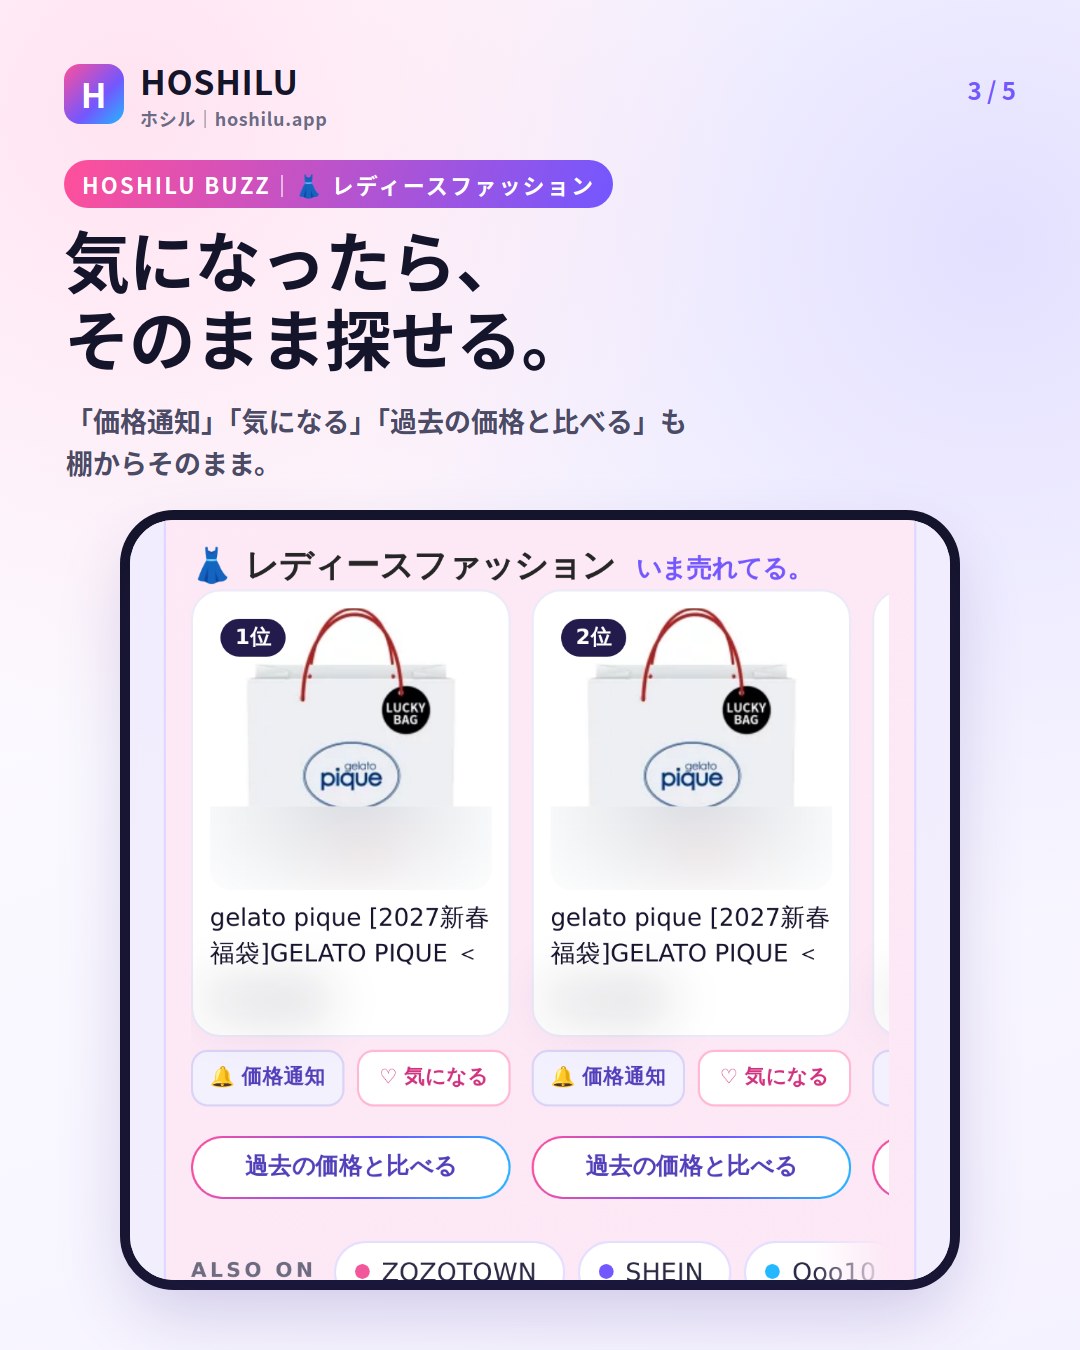 H
HOSHILU
ホシル｜hoshilu.app
3 / 5
HOSHILU BUZZ｜👗 レディースファッション
気になったら、
そのまま探せる。
「価格通知」「気になる」「過去の価格と比べる」も
棚からそのまま。
👗 レディースファッション いま売れてる。
1位
LUCKY
BAG
gelato
pique
gelato pique [2027新春
福袋]GELATO PIQUE ＜
2位
LUCKY
BAG
gelato
pique
gelato pique [2027新春
福袋]GELATO PIQUE ＜
🔔 価格通知
♡ 気になる
🔔 価格通知
♡ 気になる
過去の価格と比べる
過去の価格と比べる
ALSO ON
ZOZOTOWN
SHEIN
Qoo10